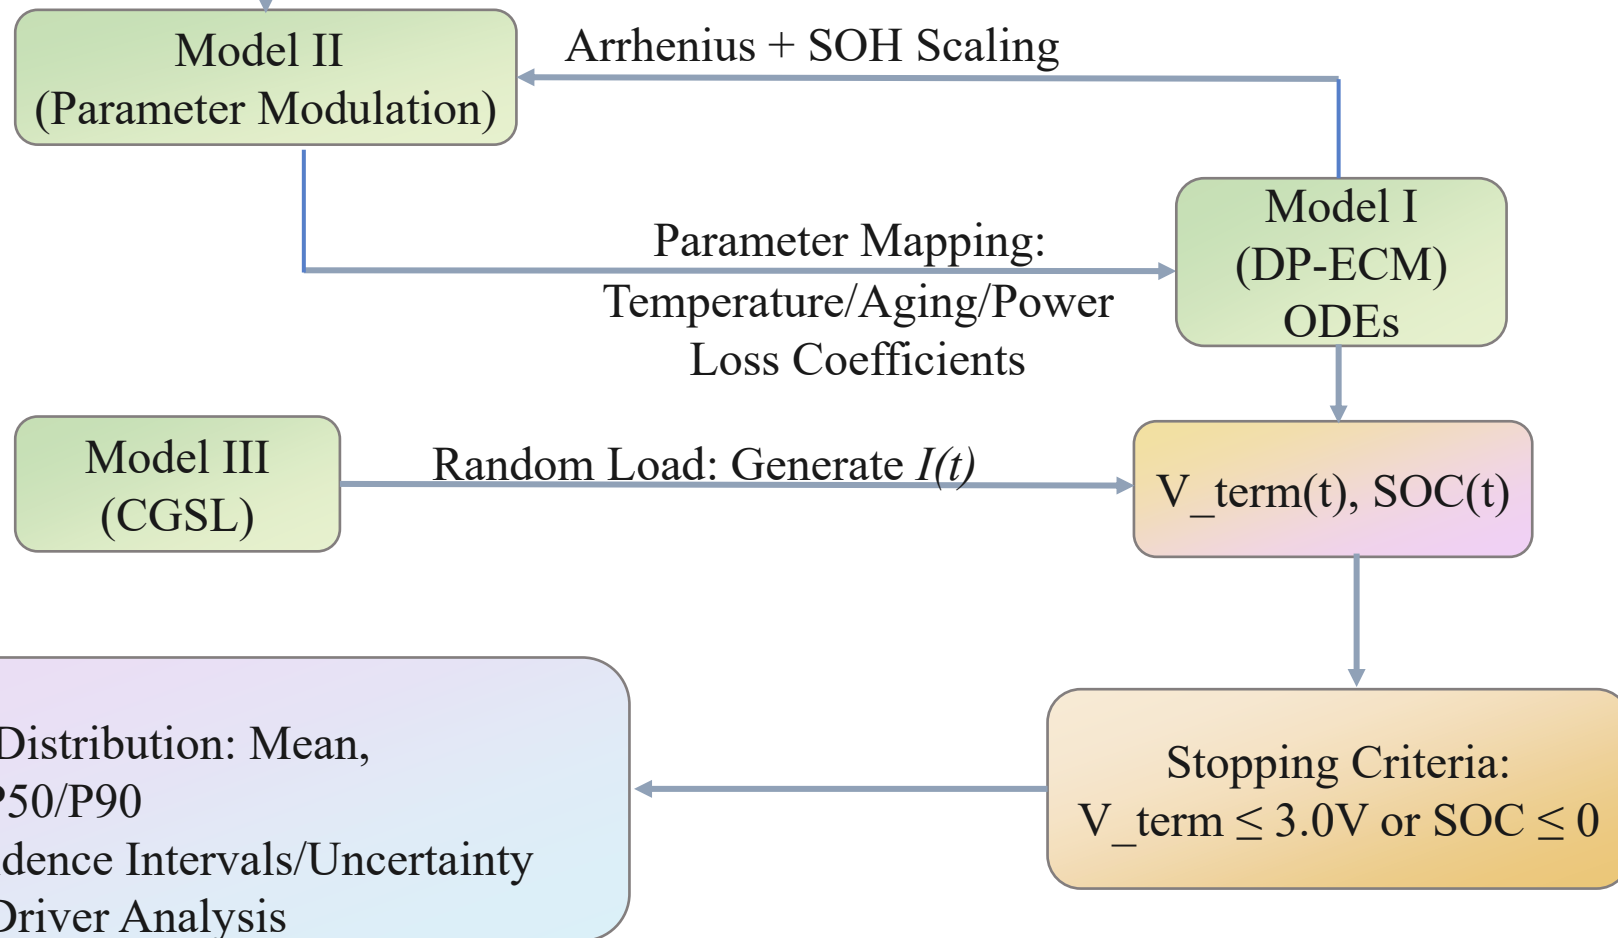 Model II
(Parameter Modulation)
Arrhenius + SOH Scaling
Parameter Mapping:
Temperature/Aging/Power
Loss Coefficients
Model I
(DP-ECM)
ODEs
Model III
(CGSL)
Random Load: Generate I(t)
V_term(t), SOC(t)
Distribution: Mean,
P50/P90
Intervals/Uncertainty
Driver Analysis
Stopping Criteria:
V_term ≤ 3.0V or SOC ≤ 0